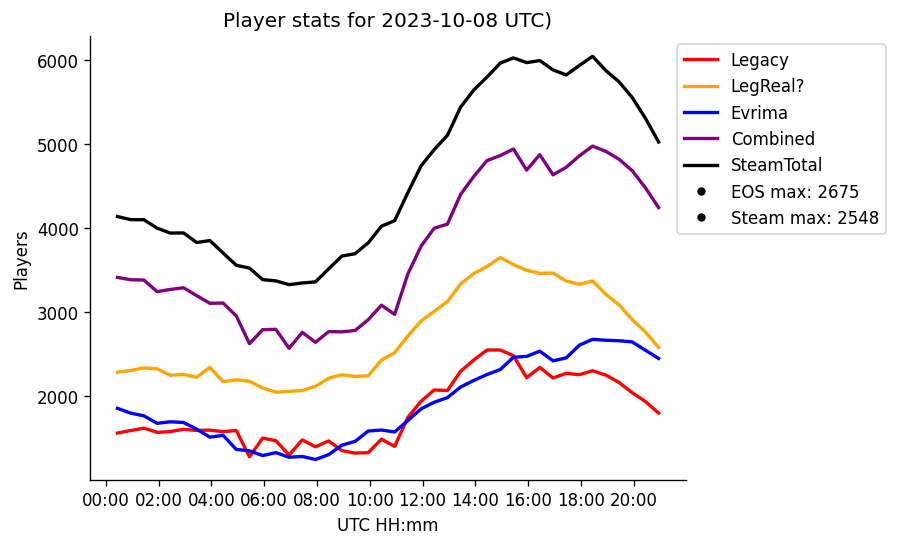 Player stats for 2023-10-08 UTC)
6000
5000
4000
3000
2000
Players
00:00 02:00 04:00 06:00 08:00 10:00 12:00 14:00 16:00 18:00 20:00
UTC HH:mm
Legacy
LegReal?
Evrima
Combined
SteamTotal
EOS max: 2675
Steam max: 2548